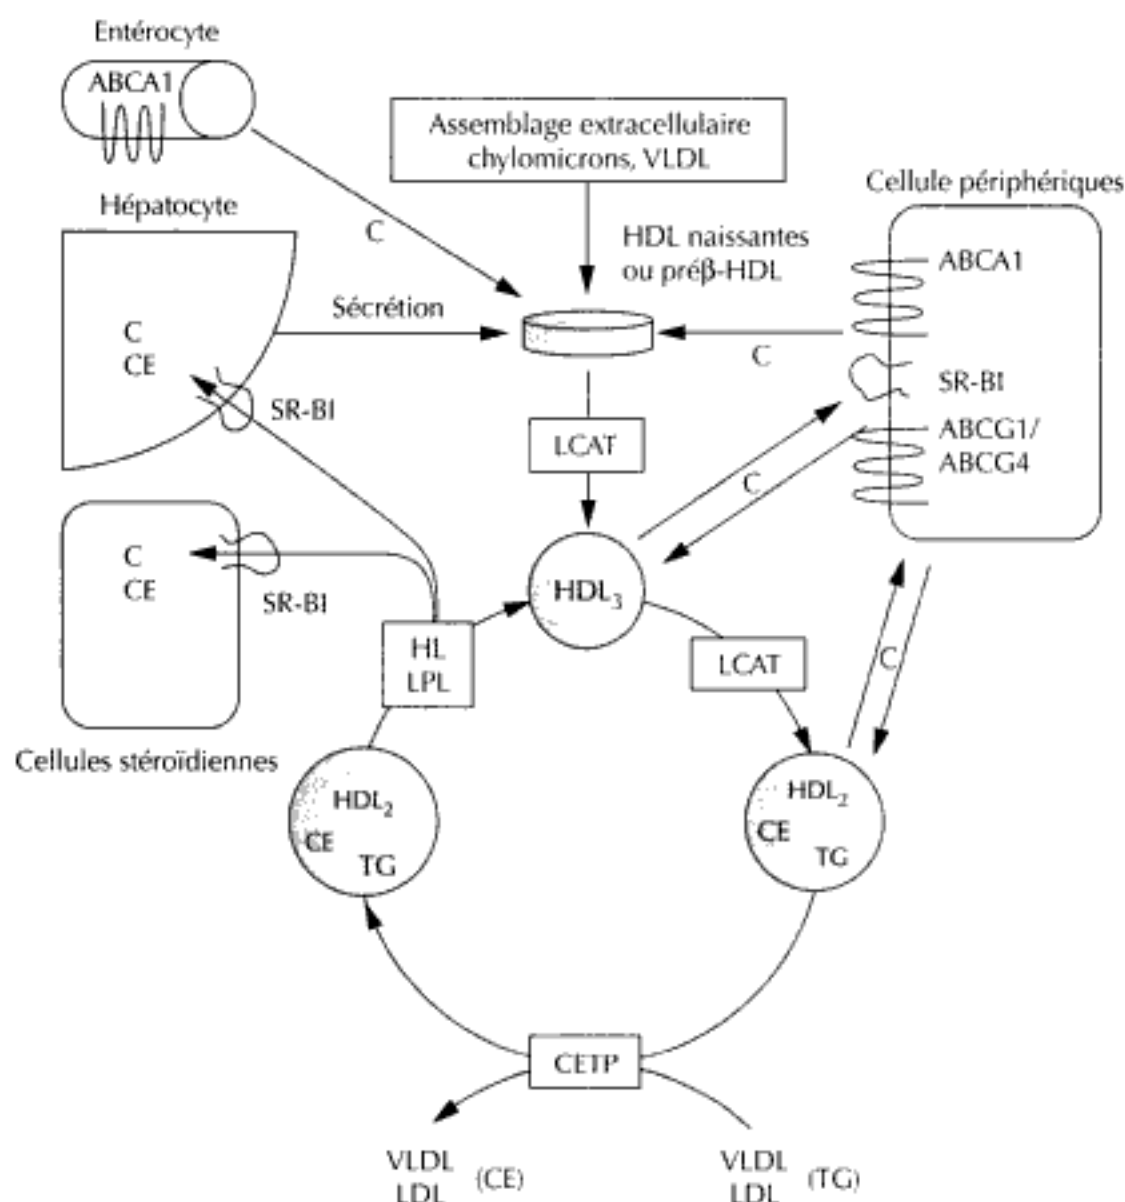 Entérocyte
ABCA1
Assemblage extracellulaire
chylomicrons, VLDL
Cellule périphériques
Hépatocyte
C
HDL naissantes
ou préβ-HDL
ABCA1
Sécrétion
C
CE
C
SR-BI
SR-BI
ABCG1/
ABCG4
LCAT
C
C
CE
SR-BI
HDL3
HL
LPL
LCAT
C
Cellules stéroïdiennes
HDL2
CE
TG
HDL2
CE
TG
CETP
VLDL
LDL
(CE)
VLDL
LDL
(TG)